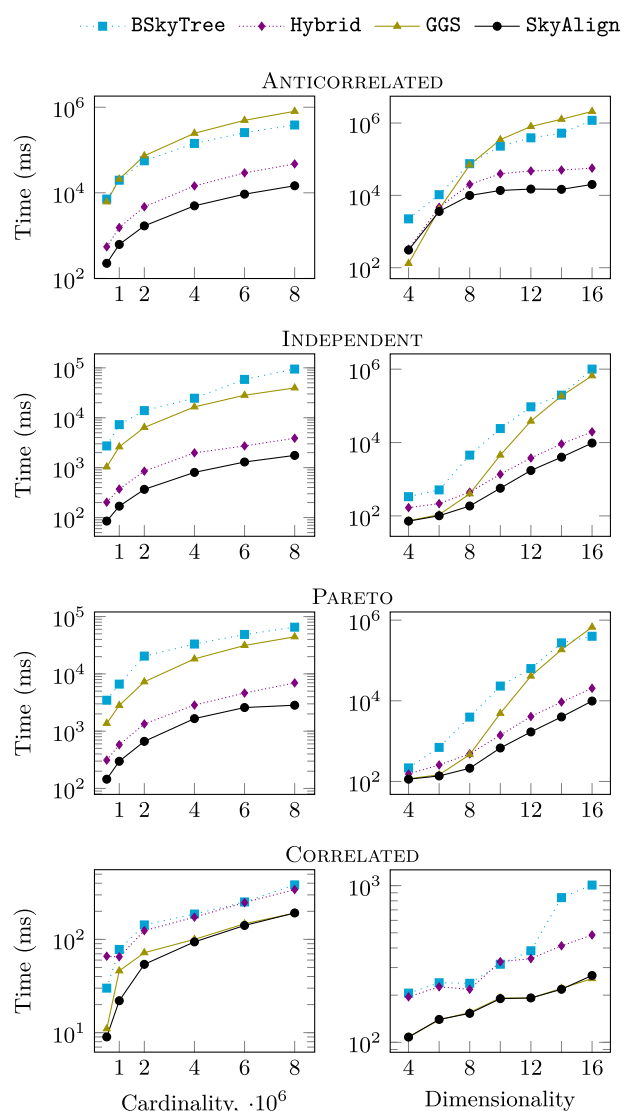 BSkyTree Hybrid GGS SkyAlign
ANTICORRELATED
Time (ms)
10^6
10^4
10^2
1 2 4 6 8
10^6
10^4
10^2
4 8 12 16
INDEPENDENT
Time (ms)
10^5
10^4
10^3
10^2
1 2 4 6 8
10^6
10^4
10^2
4 8 12 16
PARETO
Time (ms)
10^5
10^4
10^3
10^2
1 2 4 6 8
10^6
10^4
10^2
4 8 12 16
CORRELATED
Time (ms)
10^2
10^1
1 2 4 6 8
10^3
10^2
4 8 12 16
Cardinality, ·10^6
Dimensionality